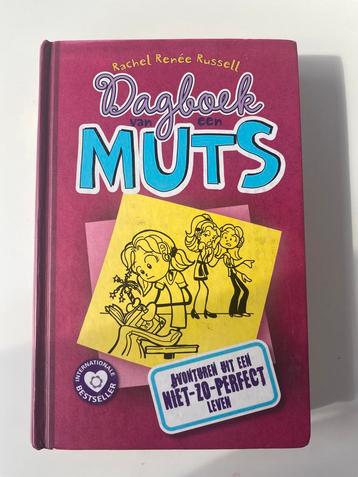 Rachel Renée Russell
Dagboek
van een
MUTS
AVONTUREN UIT EEN
NIET-ZO-PERFECT
LEVEN
INTERNATIONALE
BESTSELLER